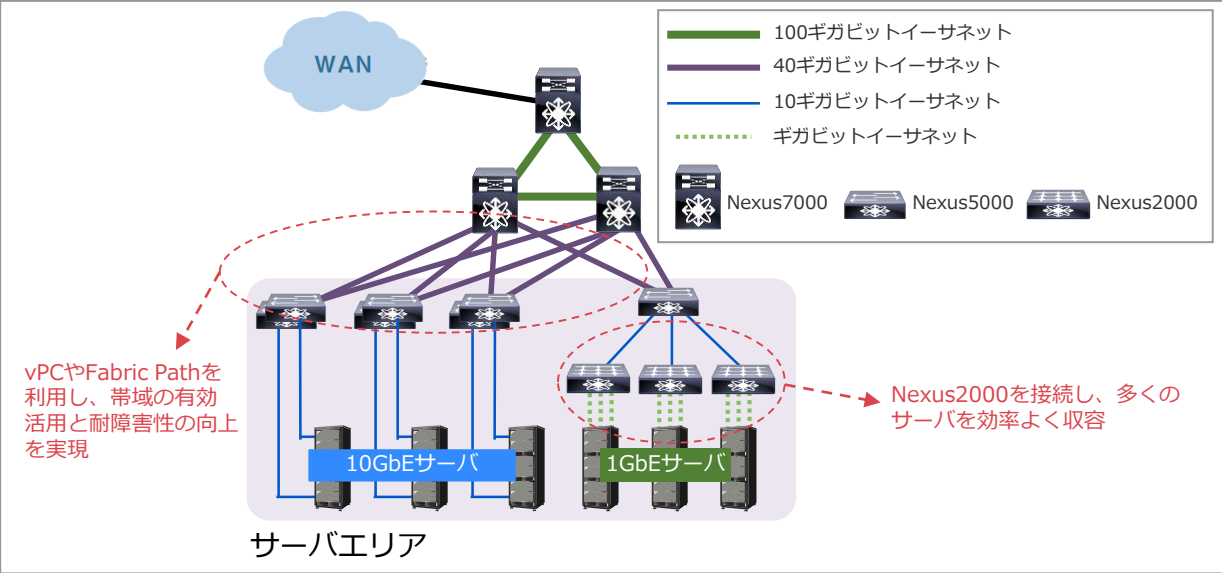 WAN
100ギガビットイーサネット
40ギガビットイーサネット
10ギガビットイーサネット
ギガビットイーサネット
Nexus7000
Nexus5000
Nexus2000
vPCやFabric Pathを
利用し、帯域の有効
活用と耐障害性の向上
を実現
Nexus2000を接続し、多くの
サーバを効率よく収容
10GbEサーバ
1GbEサーバ
サーバエリア